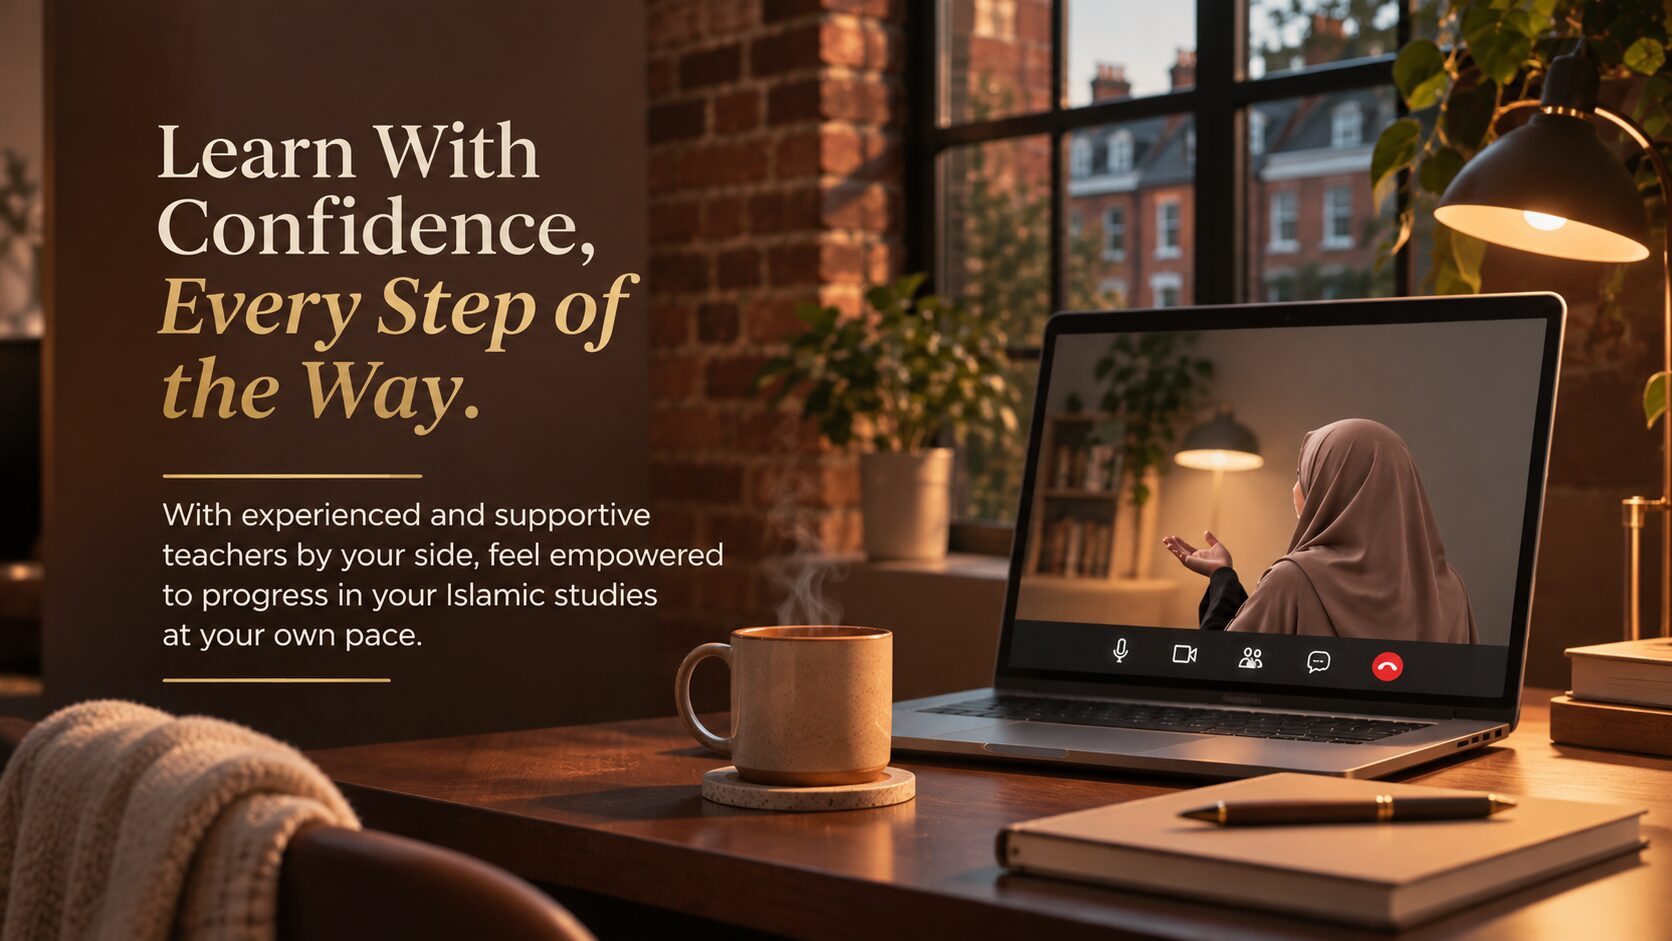 Learn With
Confidence,
Every Step of
the Way.
With experienced and supportive
teachers by your side, feel empowered
to progress in your Islamic studies
at your own pace.